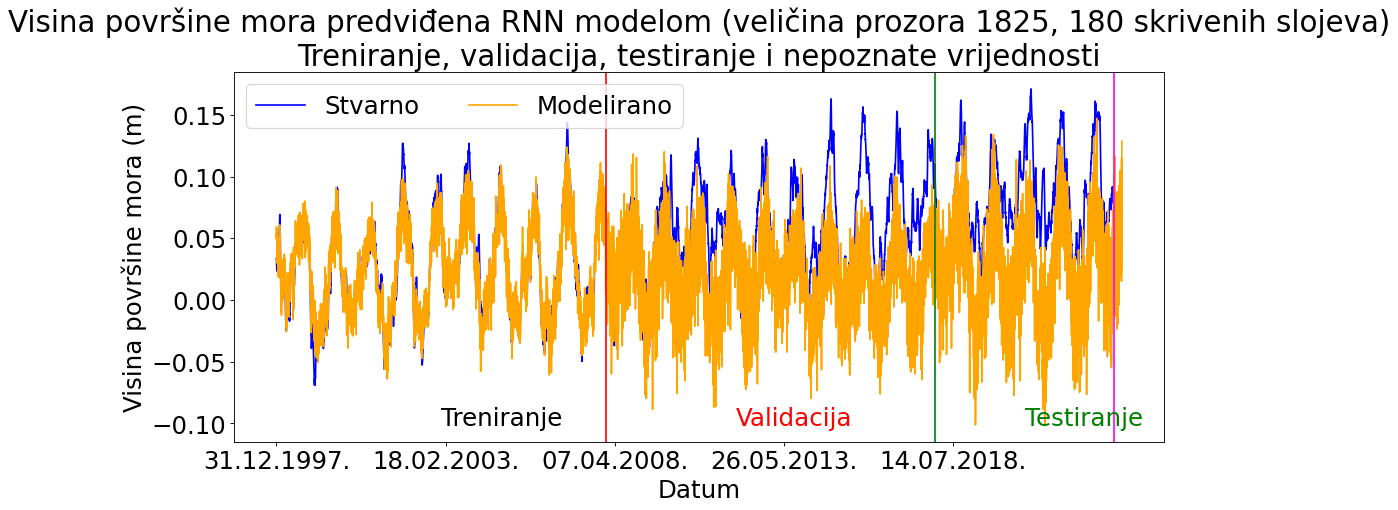 Visina površine mora predviđena RNN modelom (veličina prozora 1825, 180 skrivenih slojeva)
Treniranje, validacija, testiranje i nepoznate vrijednosti
Stvarno
Modelirano
Visina površine mora (m)
0.15
0.10
0.05
0.00
−0.05
−0.10
Treniranje
Validacija
Testiranje
31.12.1997.
18.02.2003.
07.04.2008.
26.05.2013.
14.07.2018.
Datum